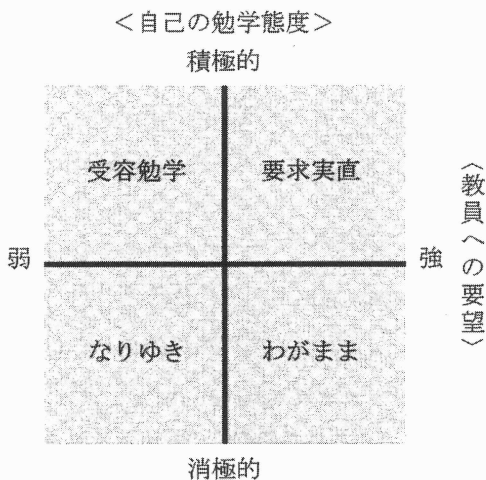 ＜自己の勉学態度＞
積極的
受容勉学
要求実直
弱
強
〈教員への要望〉
なりゆき
わがまま
消極的